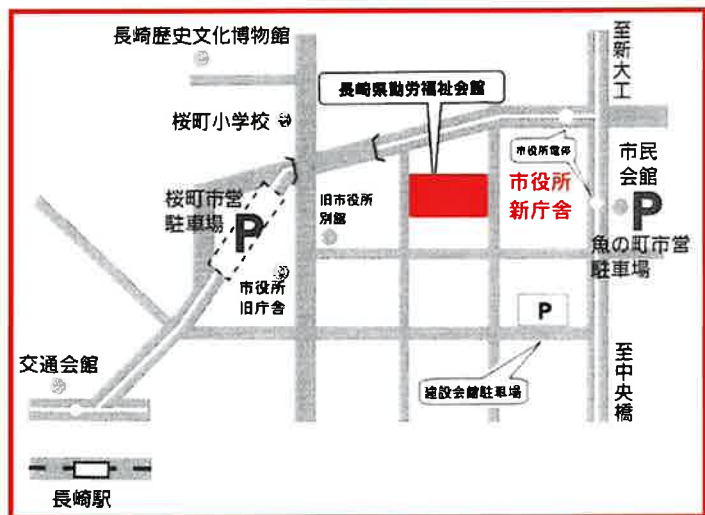 長崎歴史文化博物館
至新大工
長崎県勤労福祉会館
桜町小学校
市役所電停
市民
会館
市役所
新庁舎
桜町市営
駐車場
旧市役所
別館
P
P
魚の町市営
駐車場
市役所
旧庁舎
P
交通会館
建設会館駐車場
至中央橋
長崎駅